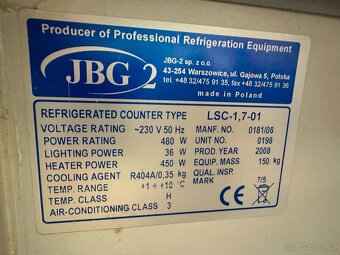 Producer of Professional Refrigeration Equipment
JBG 2
JBG-2 sp. z o.o.
43-254 Warszowice, ul. Gajowa 5, Polska
tel. +48 32/475 91 35, fax +48 32/475 91 36
made in Poland
REFRIGERATED COUNTER TYPE LSC-1,7-01
VOLTAGE RATING ~230 V 50 Hz MANF. NO. 0181/08
POWER RATING 480 W UNIT NO. 0198
LIGHTING POWER 36 W PROD. YEAR 2008
HEATER POWER 450 W EQUIP. MASS 150 kg
COOLING AGENT R404A/0,35 kg QUAL. INSP.
TEMP. RANGE +1 ÷ +10 °C MARK 7/5
TEMP. CLASS H
AIR-CONDITIONING CLASS 3